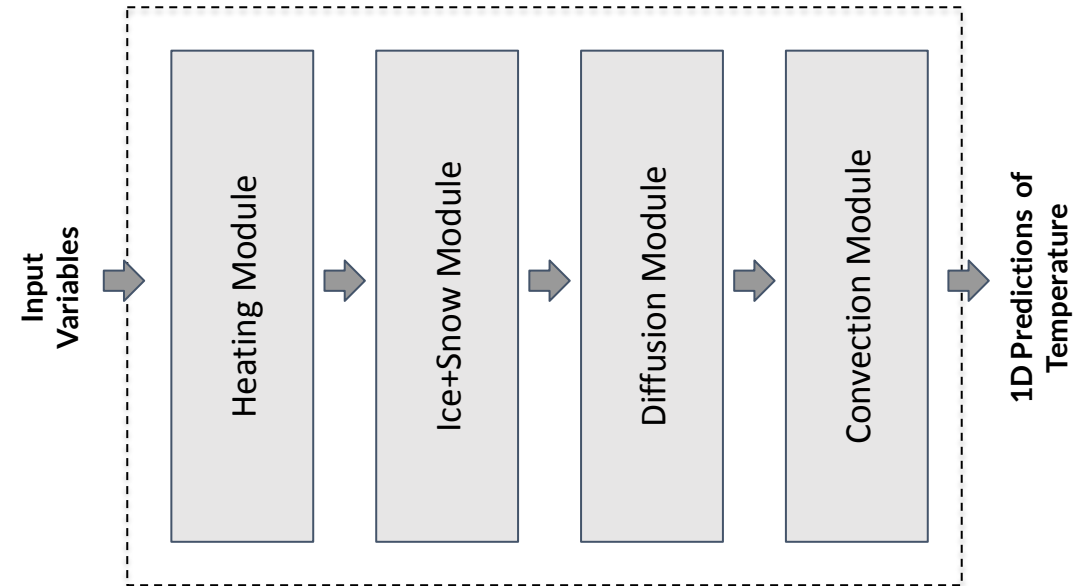 Input
Variables
Heating Module
Ice+Snow Module
Diffusion Module
Convection Module
1D Predictions of
Temperature